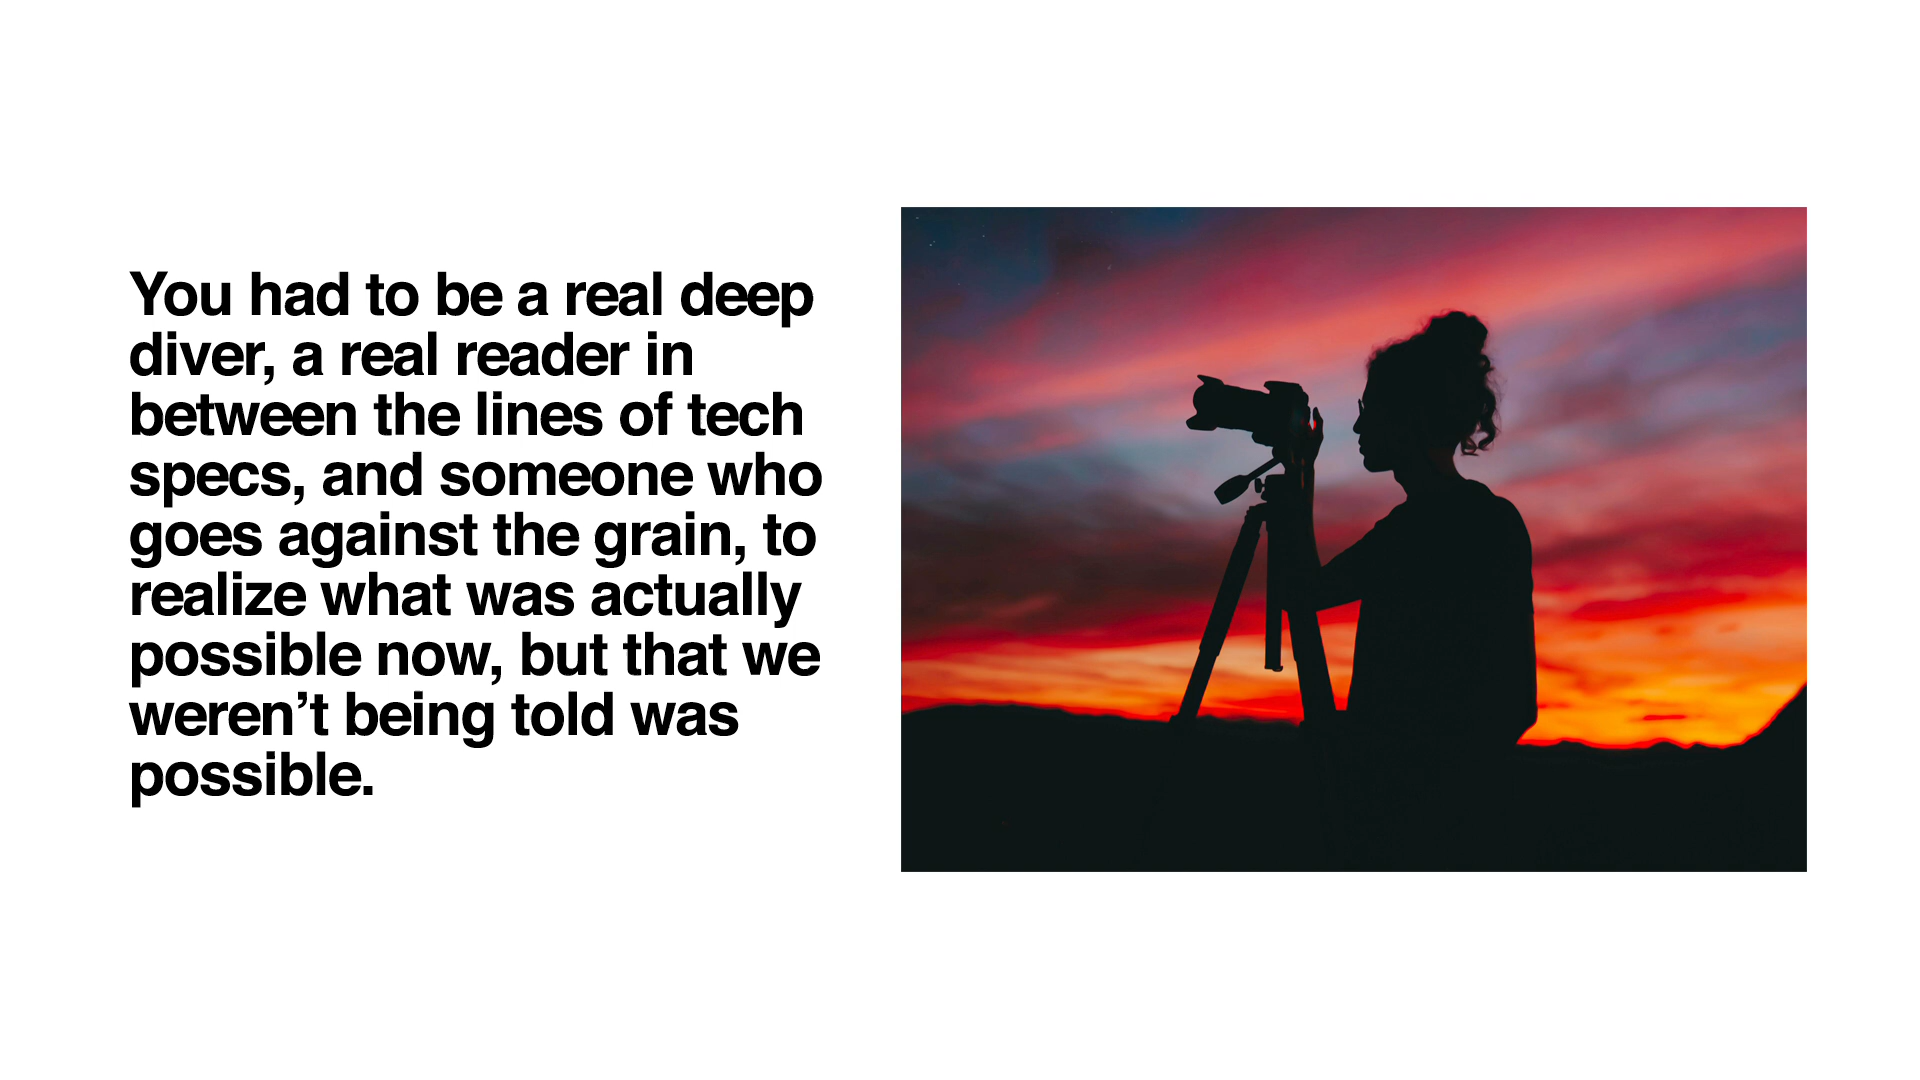 You had to be a real deep
diver, a real reader in
between the lines of tech
specs, and someone who
goes against the grain, to
realize what was actually
possible now, but that we
weren’t being told was
possible.